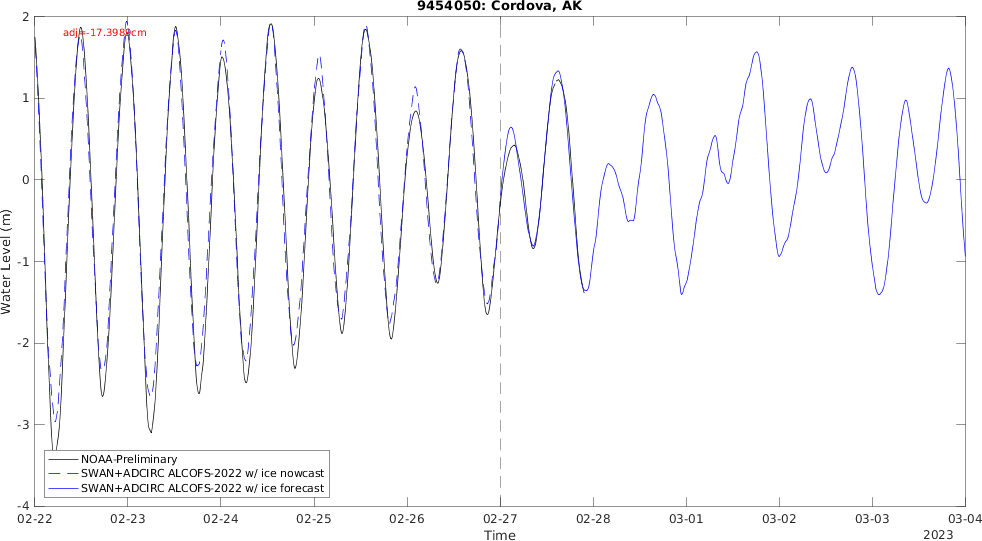 9454050: Cordova, AK
adj=-17.3989cm
2
1
0
-1
-2
-3
-4
Water Level (m)
NOAA-Preliminary
SWAN+ADCIRC ALCOFS-2022 w/ ice nowcast
SWAN+ADCIRC ALCOFS-2022 w/ ice forecast
02-22 02-23 02-24 02-25 02-26 02-27 02-28 03-01 03-02 03-03 03-04
Time
2023